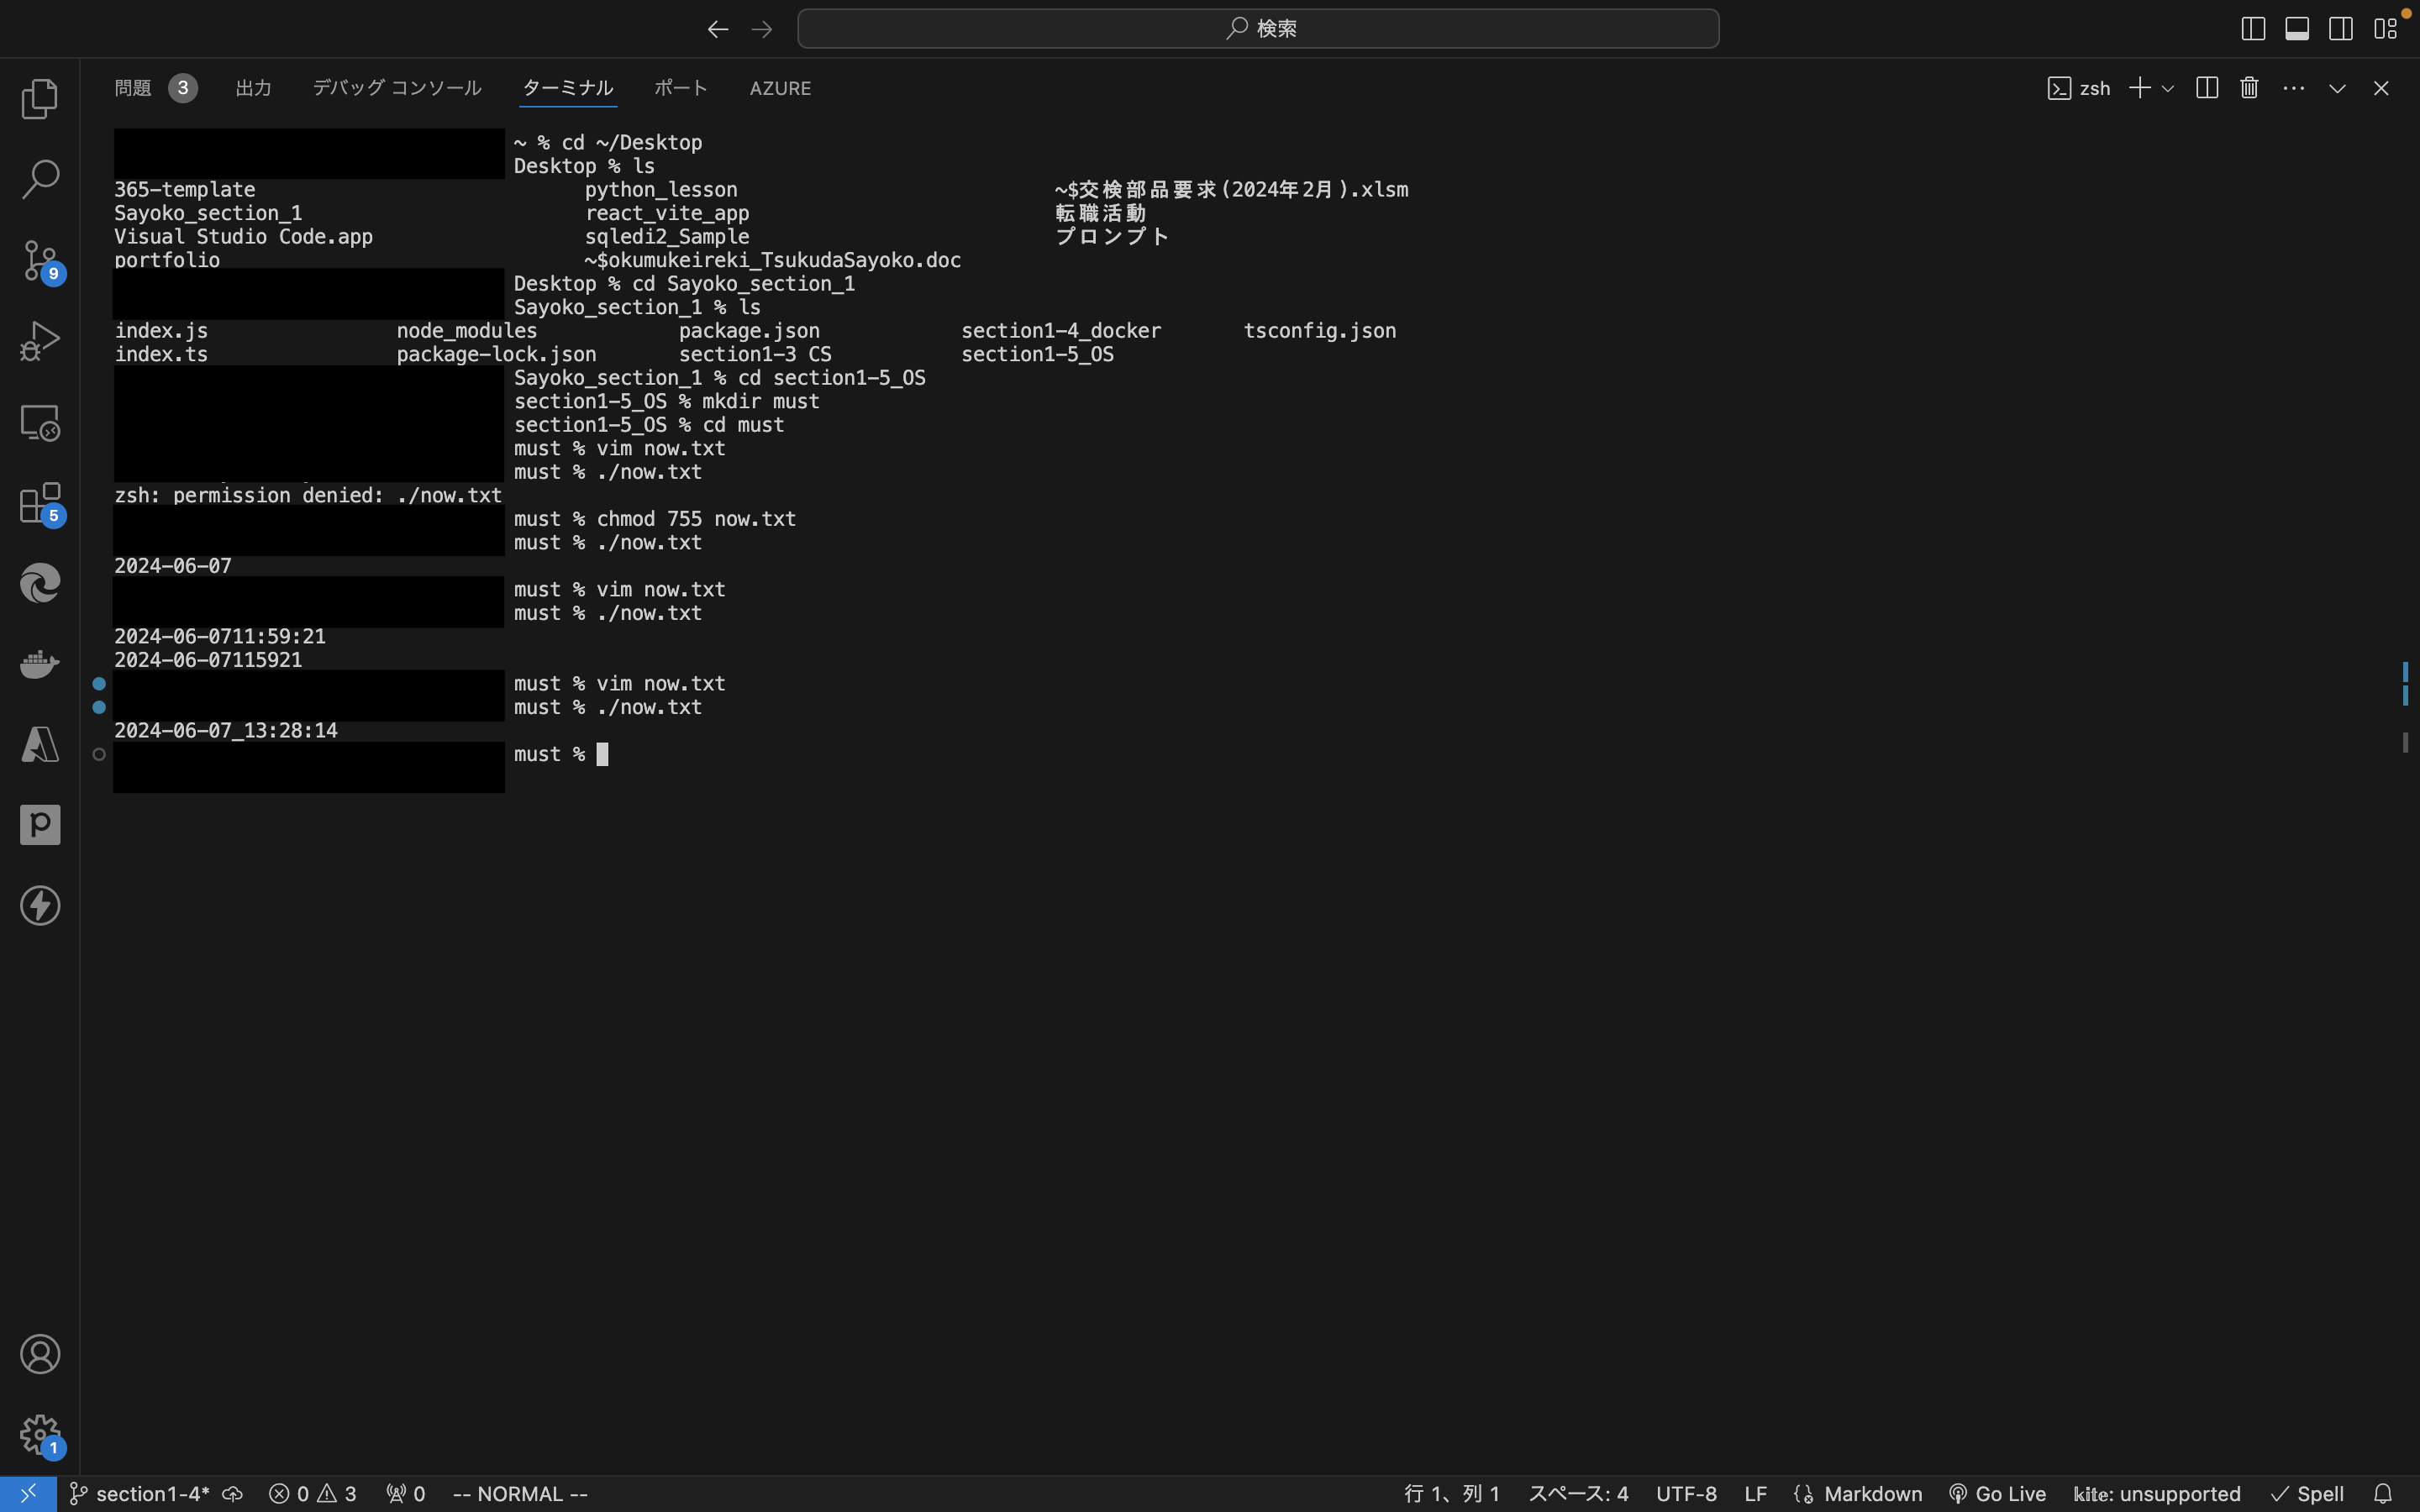 検索
問題 3 出力 デバッグ コンソール ターミナル ポート AZURE zsh
~ % cd ~/Desktop
Desktop % ls
365-template python_lesson ~$交検部品要求(2024年2月).xlsm
Sayoko_section_1 react_vite_app 転職活動
Visual Studio Code.app sqledi2_Sample プロンプト
portfolio ~$okumukeireki_TsukudaSayoko.doc
Desktop % cd Sayoko_section_1
Sayoko_section_1 % ls
index.js node_modules package.json section1-4_docker tsconfig.json
index.ts package-lock.json section1-3 CS section1-5_OS
Sayoko_section_1 % cd section1-5_OS
section1-5_OS % mkdir must
section1-5_OS % cd must
must % vim now.txt
must % ./now.txt
zsh: permission denied: ./now.txt
must % chmod 755 now.txt
must % ./now.txt
2024-06-07
must % vim now.txt
must % ./now.txt
2024-06-0711:59:21
2024-06-07115921
must % vim now.txt
must % ./now.txt
2024-06-07_13:28:14
must %
9
5
1
section1-4* 0 3 0 -- NORMAL -- 行 1、列 1 スペース: 4 UTF-8 LF Markdown Go Live kite: unsupported Spell